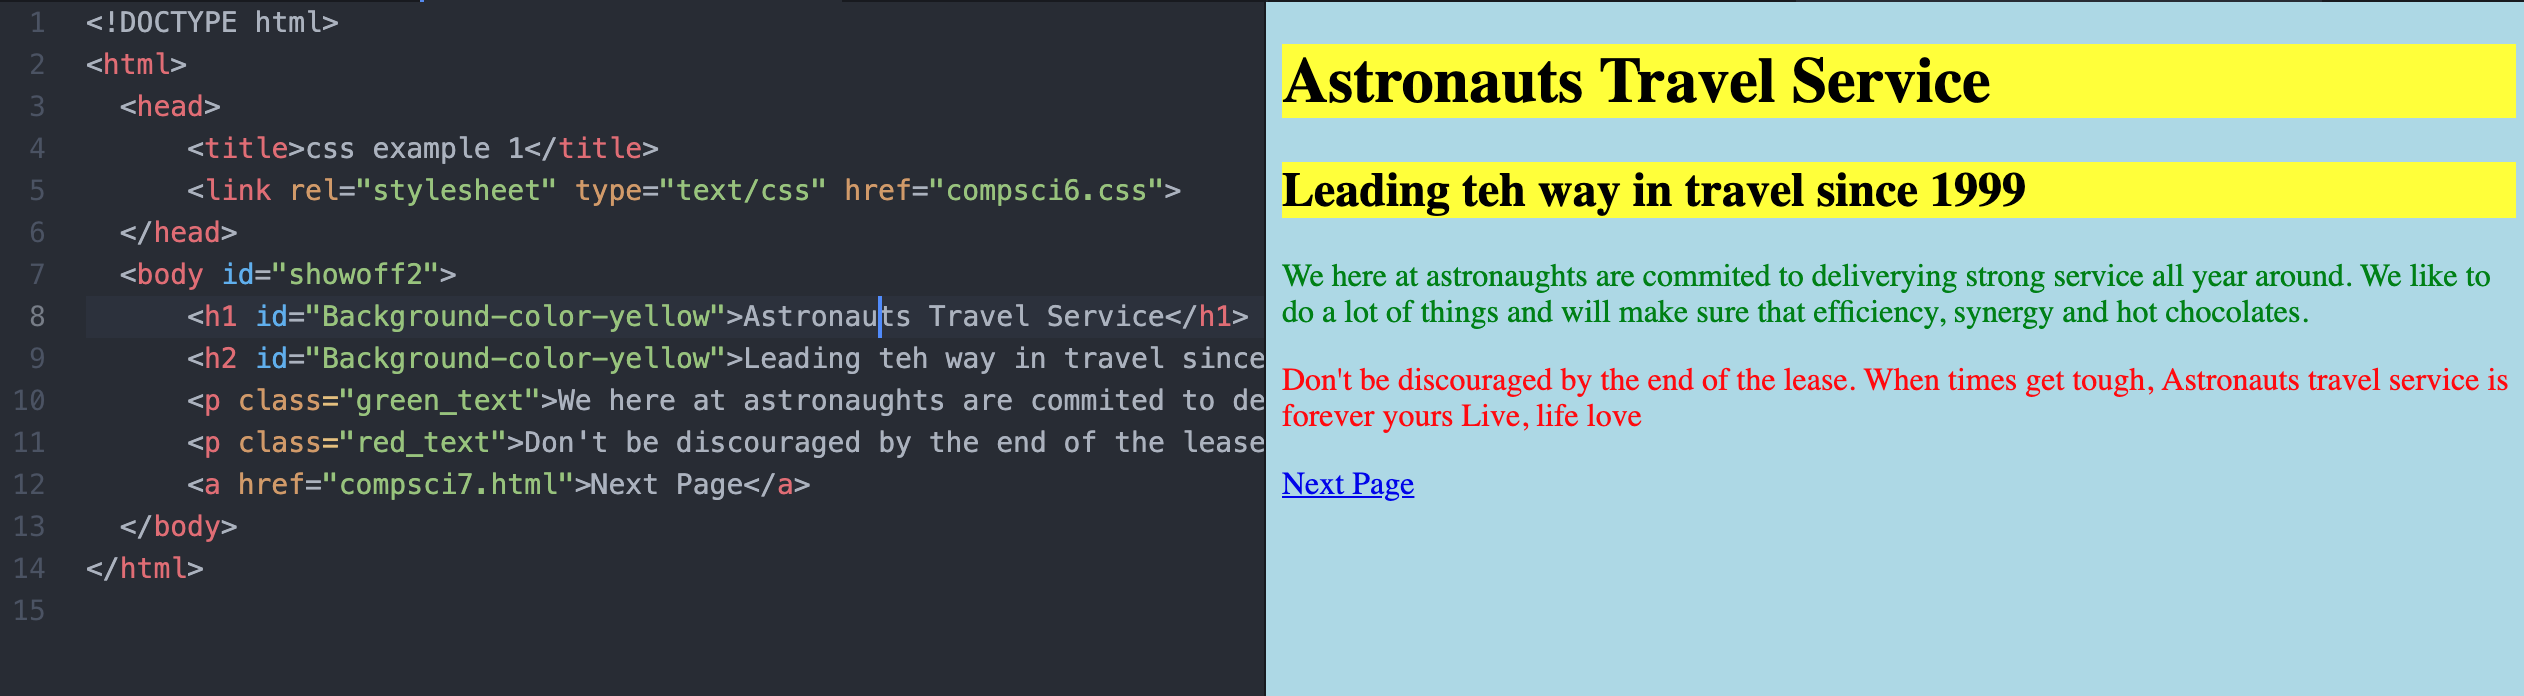 1 <!DOCTYPE html>
2 <html>
3 <head>
4 <title>css example 1</title>
5 <link rel="stylesheet" type="text/css" href="compsci6.css">
6 </head>
7 <body id="showoff2">
8 <h1 id="Background-color-yellow">Astronauts Travel Service</h1>
9 <h2 id="Background-color-yellow">Leading teh way in travel since
10 <p class="green_text">We here at astronaughts are commited to de
11 <p class="red_text">Don't be discouraged by the end of the lease
12 <a href="compsci7.html">Next Page</a>
13 </body>
14 </html>
15
Astronauts Travel Service
Leading teh way in travel since 1999
We here at astronaughts are commited to deliverying strong service all year around. We like to
do a lot of things and will make sure that efficiency, synergy and hot chocolates.
Don't be discouraged by the end of the lease. When times get tough, Astronauts travel service is
forever yours Live, life love
Next Page